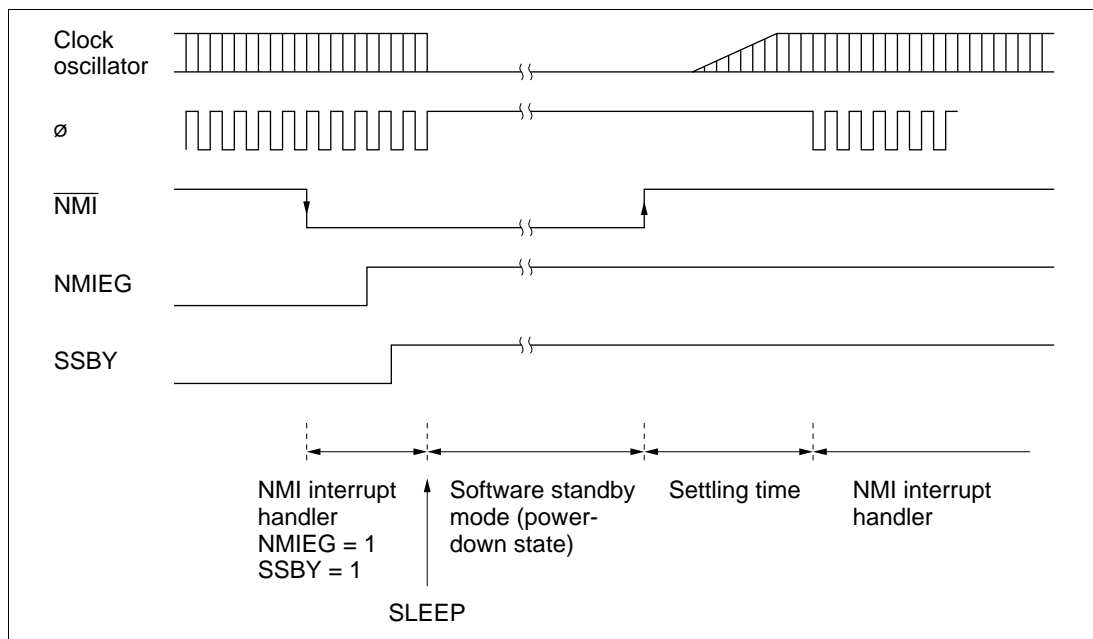 Clock
oscillator
ø
N̅M̅I̅
NMIEG
SSBY
NMI interrupt
handler
NMIEG = 1
SSBY = 1
Software standby
mode (power-
down state)
Settling time
NMI interrupt
handler
SLEEP